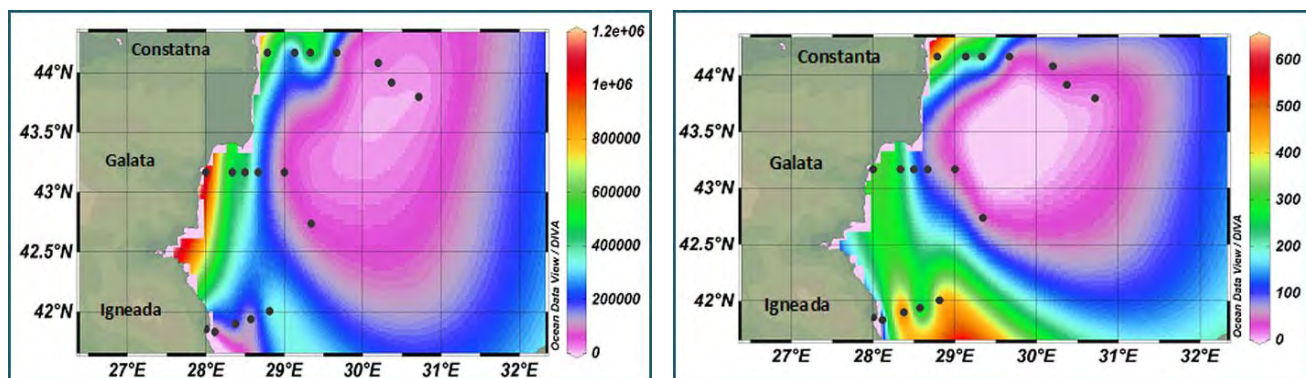 1.2e+06
Constatna
44°N
1e+06
43.5°N
800000
Galata
43°N
600000
42.5°N
400000
Igneada
42°N
200000
0
27°E 28°E 29°E 30°E 31°E 32°E
Ocean Data View / DIVA
600
Constanta
44°N
500
43.5°N
400
Galata
43°N
300
42.5°N
200
Igneada
42°N
100
0
27°E 28°E 29°E 30°E 31°E 32°E
Ocean Data View / DIVA